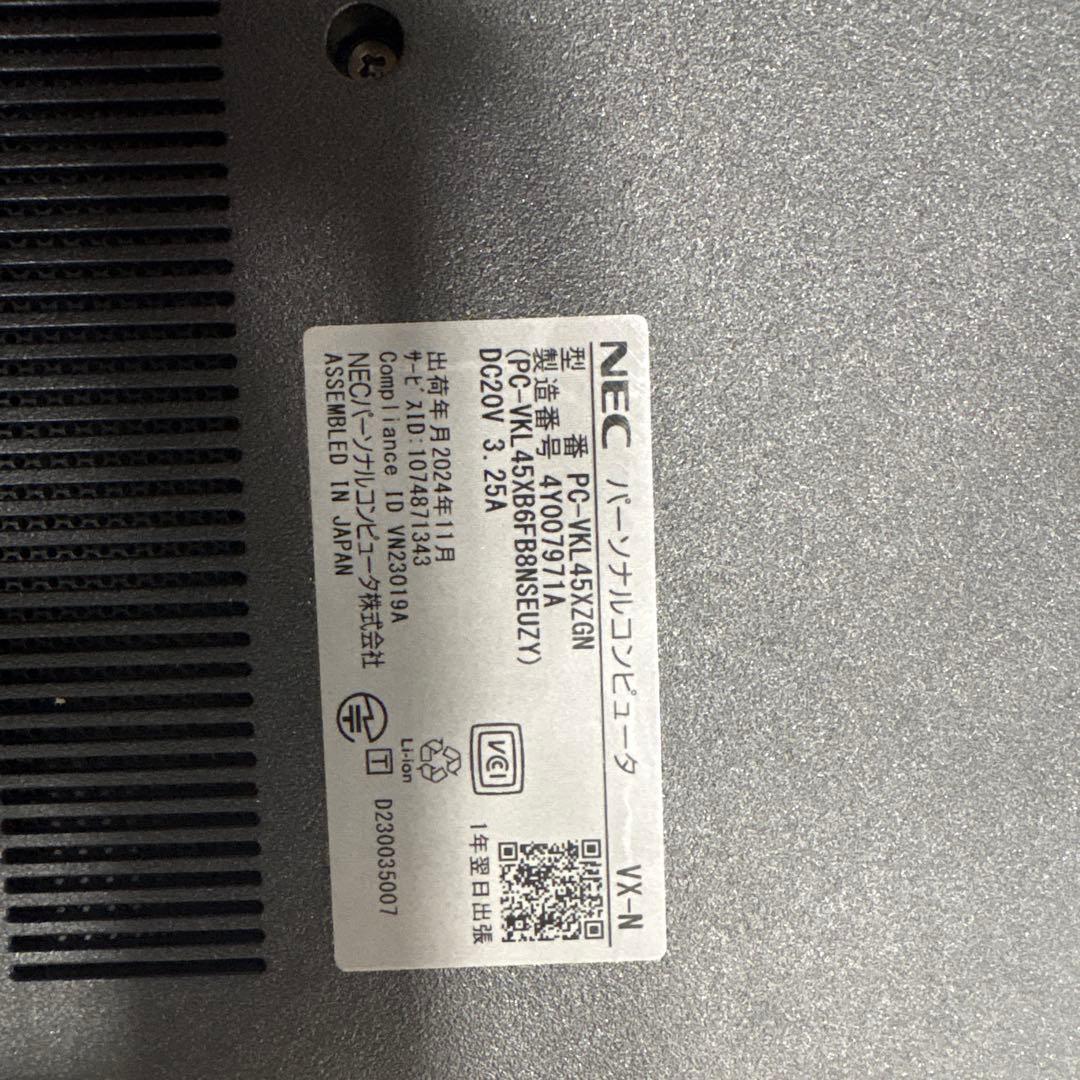 NEC パーソナルコンピュータ VX-N
型番 PC-VKL45XZGN
製造番号 4Y007971A
(PC-VKL45XB6FB8NSEUZY)
DC20V 3.25A
VCI
1年翌日出張
出荷年月2024年11月
ｻｰﾋﾞｽID:1074871343
Compliance ID VN23019A
NECパーソナルコンピュータ株式会社
ASSEMBLED IN JAPAN
Li-ion
T D230035007